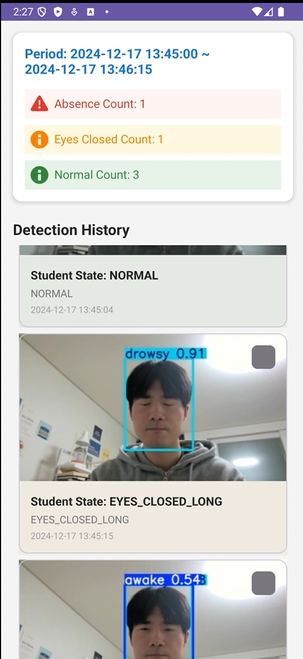 2:27
Period: 2024-12-17 13:45:00 ~
2024-12-17 13:46:15
Absence Count: 1
Eyes Closed Count: 1
Normal Count: 3
Detection History
Student State: NORMAL
NORMAL
2024-12-17 13:45:04
drowsy 0.91
Student State: EYES_CLOSED_LONG
EYES_CLOSED_LONG
2024-12-17 13:45:15
awake 0.54